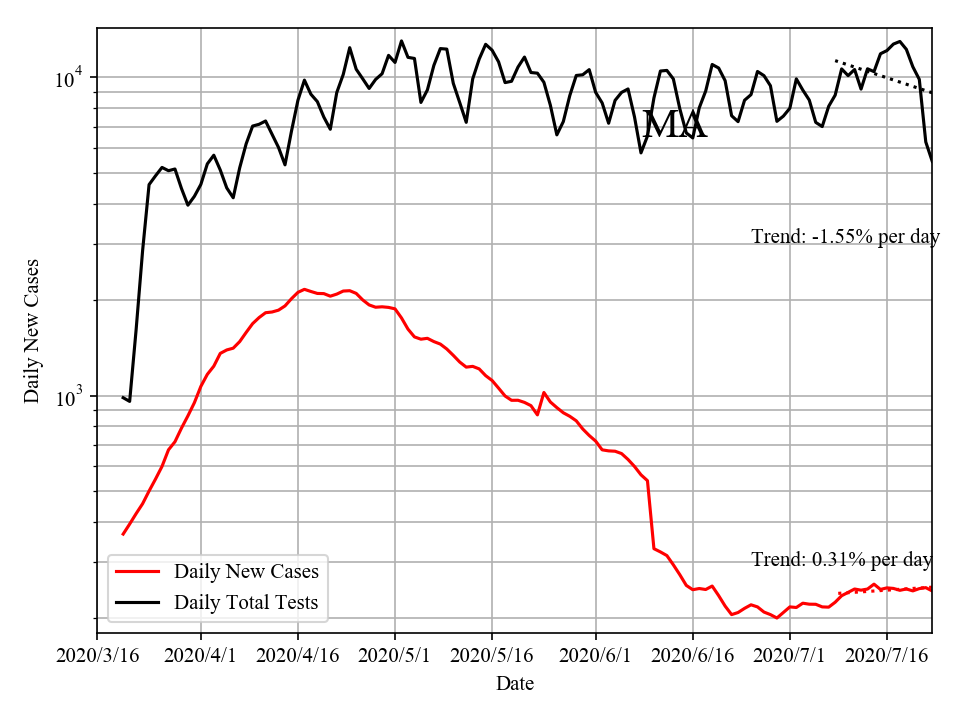 10^4
MA
Trend: -1.55% per day
Daily New Cases
10^3
Trend: 0.31% per day
Daily New Cases
Daily Total Tests
2020/3/16 2020/4/1 2020/4/16 2020/5/1 2020/5/16 2020/6/1 2020/6/16 2020/7/1 2020/7/16
Date